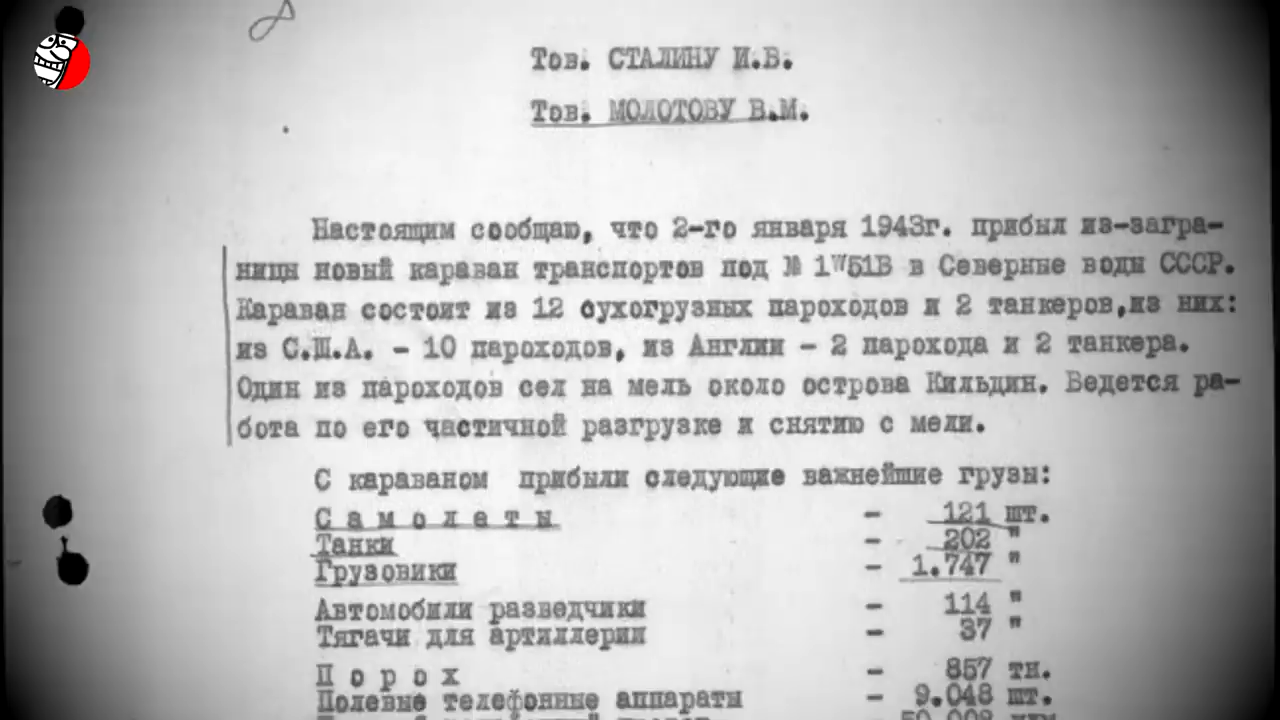 Тов. СТАЛИНУ И.В.
Тов. МОЛОТОВУ В.М.
Настоящим сообщаю, что 2-го января 1943г. прибыл из-загра-
ницы новый караван транспортов под № 1W51В в Северные воды СССР.
Караван состоит из 12 сухогрузных пароходов и 2 танкеров,из них:
из С.Ш.А. - 10 пароходов, из Англии - 2 парохода и 2 танкера.
Один из пароходов сел на мель около острова Кильдин. Ведется ра-
бота по его частичной разгрузке и снятию с мели.
С караваном прибыли следующие важнейшие грузы:
Самолеты - 121 шт.
Танки - 202 "
Грузовики - 1.747 "
Автомобили разведчики - 114 "
Тягачи для артиллерии - 37 "
Порох - 857 тн.
Полевые телефонные аппараты - 9.048 шт.